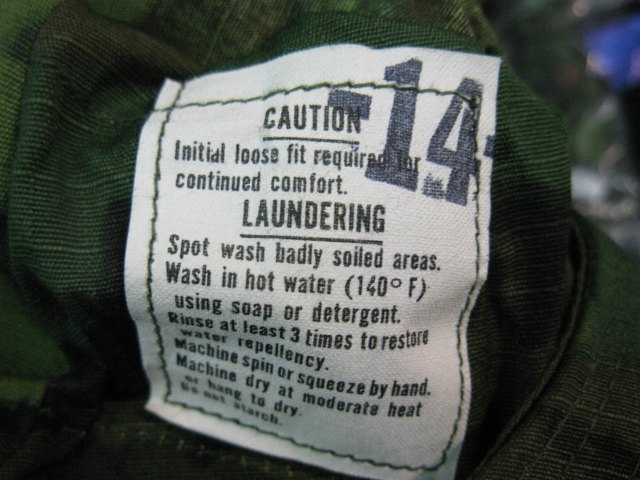 -14-
CAUTION
Initial loose fit required for
continued comfort.
LAUNDERING
Spot wash badly soiled areas.
Wash in hot water (140° F)
using soap or detergent.
Rinse at least 3 times to restore
water repellency.
Machine spin or squeeze by hand.
Machine dry at moderate heat
or hang to dry.
Do not starch.